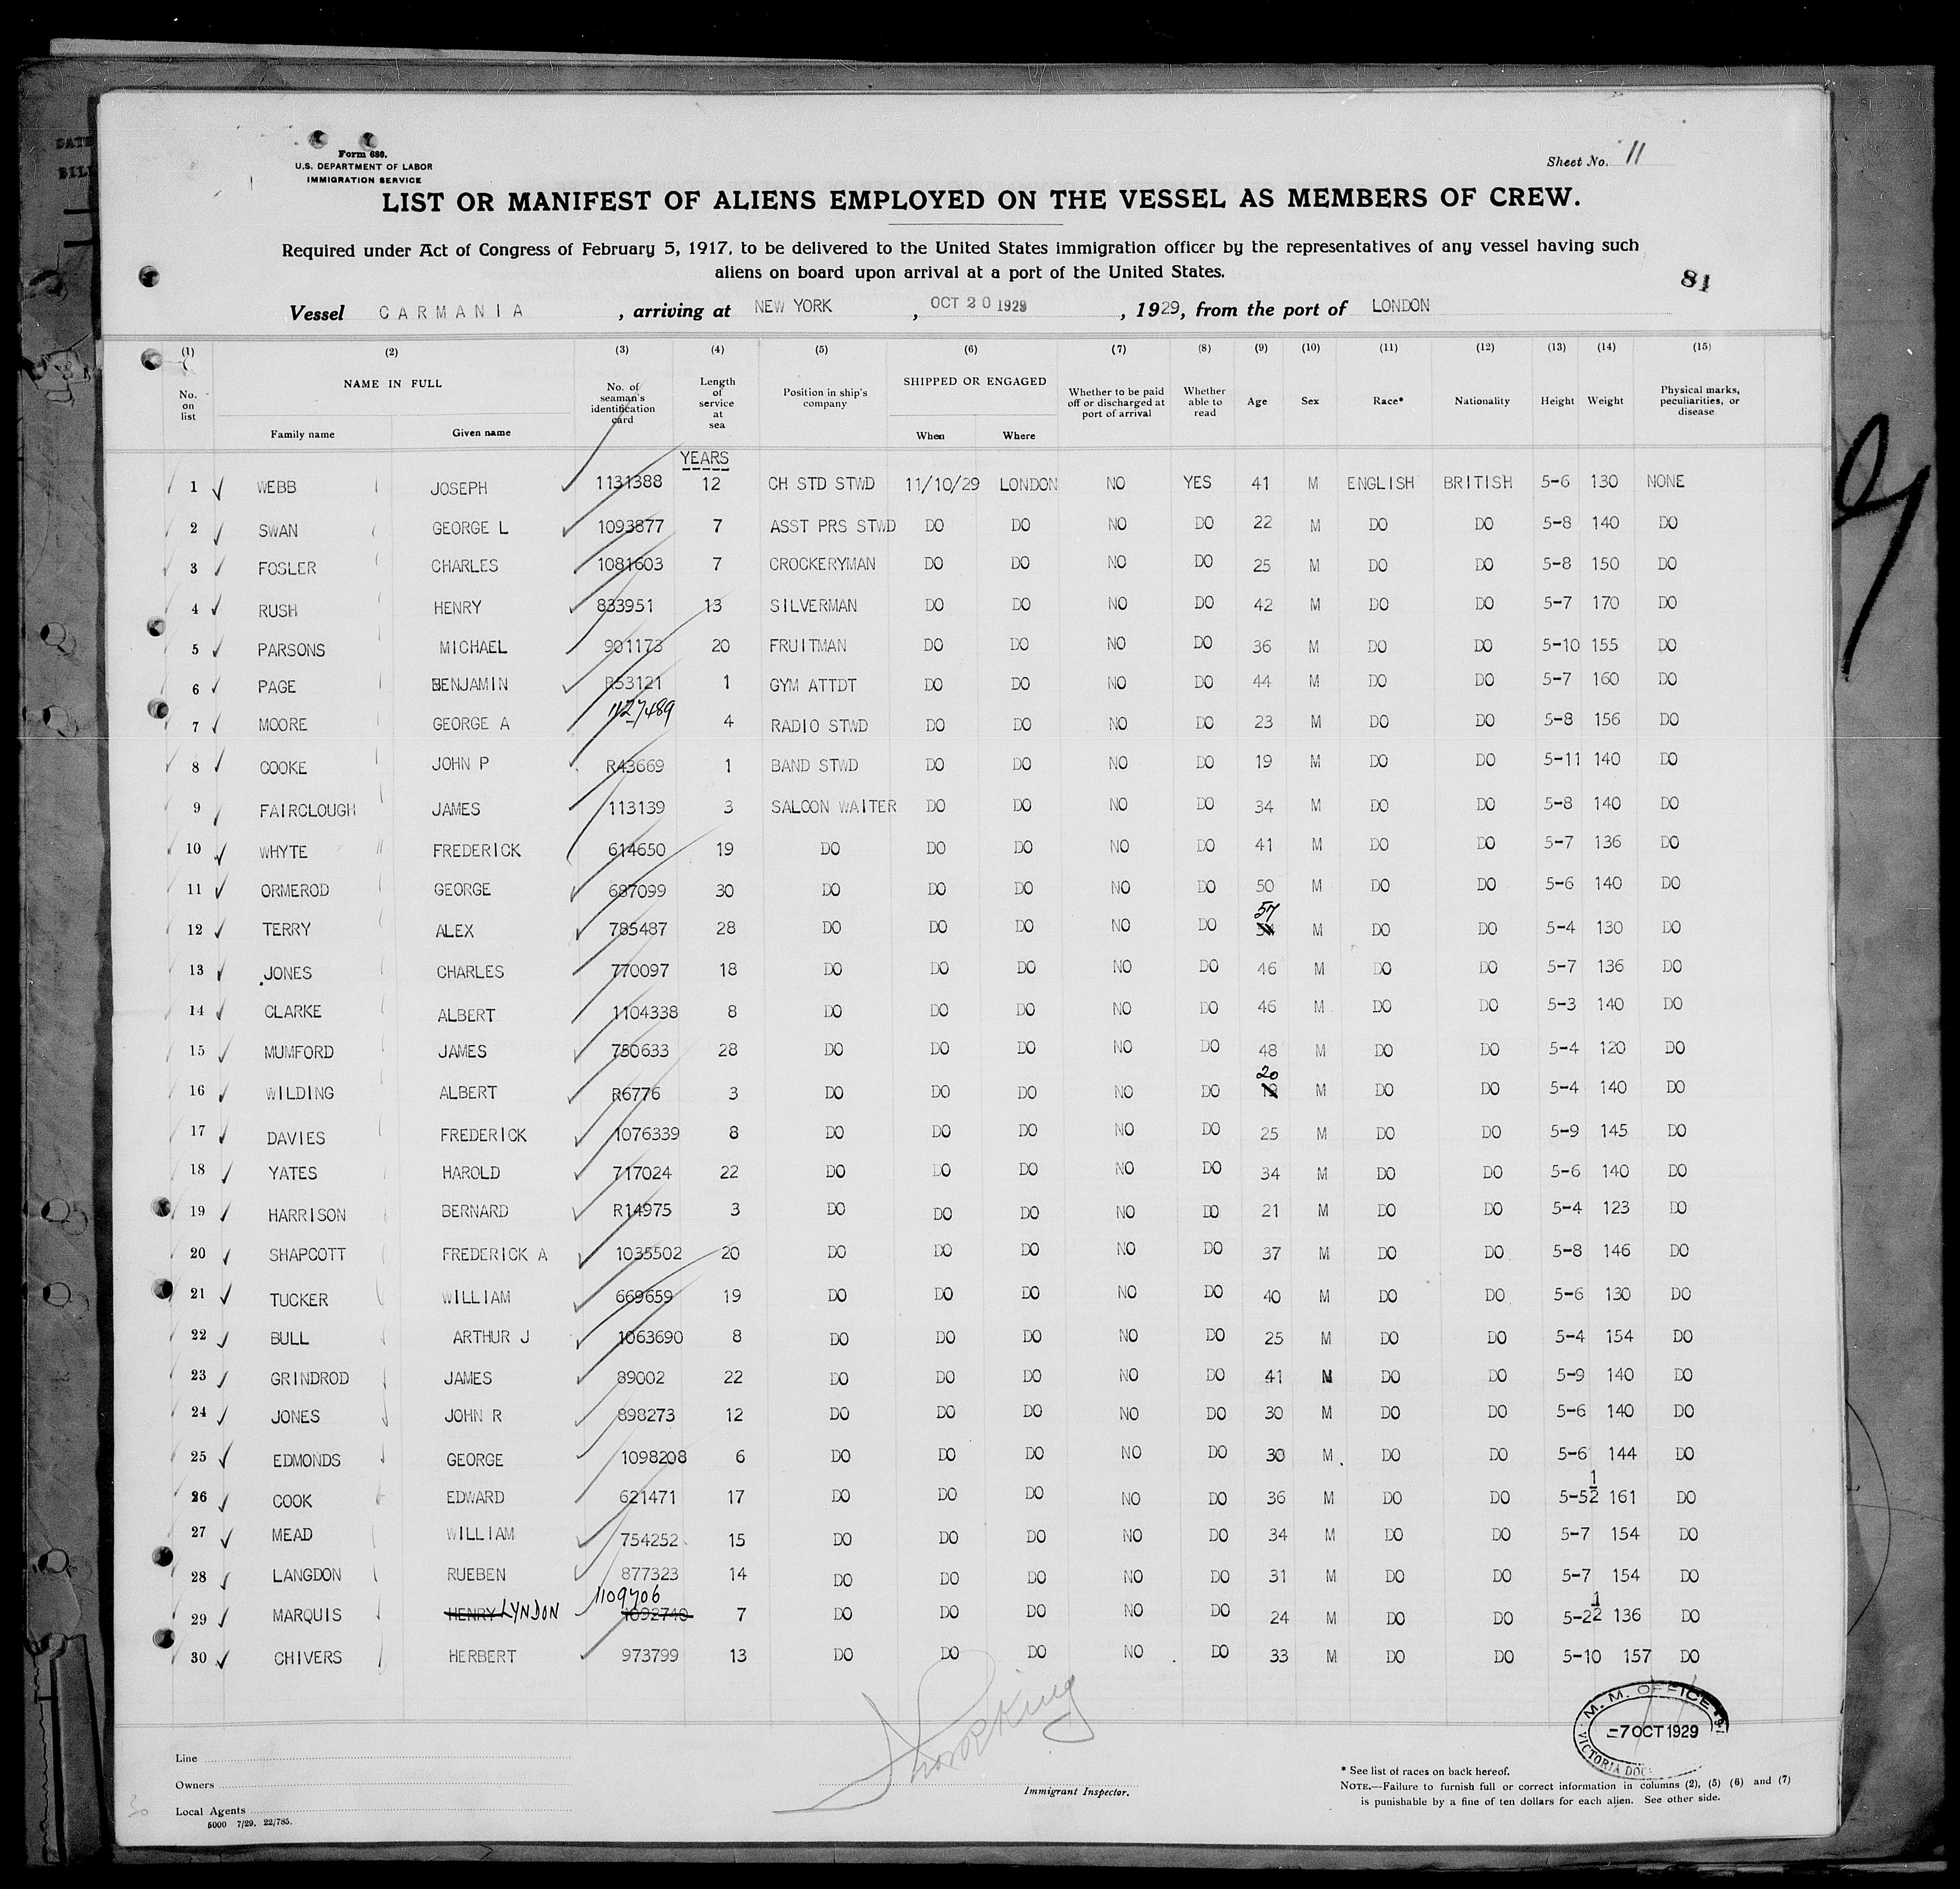 Form 680.
U.S. DEPARTMENT OF LABOR
IMMIGRATION SERVICE
Sheet No. 11
LIST OR MANIFEST OF ALIENS EMPLOYED ON THE VESSEL AS MEMBERS OF CREW.
Required under Act of Congress of February 5, 1917, to be delivered to the United States immigration officer by the representatives of any vessel having such
aliens on board upon arrival at a port of the United States.
81
Vessel CARMANIA , arriving at NEW YORK , OCT 20 1929 , 1929, from the port of LONDON
(1) (2) (3) (4) (5) (6) (7) (8) (9) (10) (11) (12) (13) (14) (15)
No. on list NAME IN FULL Family name Given name No. of seaman's identification card Length of service at sea Position in ship's company SHIPPED OR ENGAGED When Where Whether to be paid off or discharged at port of arrival Whether able to read Age Sex Race* Nationality Height Weight Physical marks, peculiarities, or disease
YEARS
1 WEBB JOSEPH 1131388 12 CH STD STWD 11/10/29 LONDON NO YES 41 M ENGLISH BRITISH 5-6 130 NONE
2 SWAN GEORGE L 1093877 7 ASST PRS STWD DO DO NO DO 22 M DO DO 5-8 140 DO
3 FOSLER CHARLES 1081603 7 CROCKERYMAN DO DO NO DO 25 M DO DO 5-8 150 DO
4 RUSH HENRY 833951 13 SILVERMAN DO DO NO DO 42 M DO DO 5-7 170 DO
5 PARSONS MICHAEL 901173 20 FRUITMAN DO DO NO DO 36 M DO DO 5-10 155 DO
6 PAGE BENJAMIN R53121 1 GYM ATTDT DO DO NO DO 44 M DO DO 5-7 160 DO
7 MOORE GEORGE A 1127489 4 RADIO STWD DO DO NO DO 23 M DO DO 5-8 156 DO
8 COOKE JOHN P R43669 1 BAND STWD DO DO NO DO 19 M DO DO 5-11 140 DO
9 FAIRCLOUGH JAMES 113139 3 SALOON WAITER DO DO NO DO 34 M DO DO 5-8 140 DO
10 WHYTE FREDERICK 614650 19 DO DO DO NO DO 41 M DO DO 5-7 136 DO
11 ORMEROD GEORGE 687099 30 DO DO DO NO DO 50 M DO DO 5-6 140 DO
12 TERRY ALEX 785487 28 DO DO DO NO DO 57 M DO DO 5-4 130 DO
13 JONES CHARLES 770097 18 DO DO DO NO DO 46 M DO DO 5-7 136 DO
14 CLARKE ALBERT 1104338 8 DO DO DO NO DO 46 M DO DO 5-3 140 DO
15 MUMFORD JAMES 750633 28 DO DO DO NO DO 48 M DO DO 5-4 120 DO
16 WILDING ALBERT R6776 3 DO DO DO NO DO 20 M DO DO 5-4 140 DO
17 DAVIES FREDERICK 1076339 8 DO DO DO NO DO 25 M DO DO 5-9 145 DO
18 YATES HAROLD 717024 22 DO DO DO NO DO 34 M DO DO 5-6 140 DO
19 HARRISON BERNARD R14975 3 DO DO DO NO DO 21 M DO DO 5-4 123 DO
20 SHAPCOTT FREDERICK A 1035502 20 DO DO DO NO DO 37 M DO DO 5-8 146 DO
21 TUCKER WILLIAM 669659 19 DO DO DO NO DO 40 M DO DO 5-6 130 DO
22 BULL ARTHUR J 1063690 8 DO DO DO NO DO 25 M DO DO 5-4 154 DO
23 GRINDROD JAMES 89002 22 DO DO DO NO DO 41 M DO DO 5-9 140 DO
24 JONES JOHN R 898273 12 DO DO DO NO DO 30 M DO DO 5-6 140 DO
25 EDMONDS GEORGE 1098208 6 DO DO DO NO DO 30 M DO DO 5-6 144 DO
26 COOK EDWARD 621471 17 DO DO DO NO DO 36 M DO DO 5-5½ 161 DO
27 MEAD WILLIAM 754252 15 DO DO DO NO DO 34 M DO DO 5-7 154 DO
28 LANGDON RUEBEN 877323 14 DO DO DO NO DO 31 M DO DO 5-7 154 DO
29 MARQUIS HENRY LYNDON 1109706 1092740 7 DO DO DO NO DO 24 M DO DO 5-2½ 136 DO
30 CHIVERS HERBERT 973799 13 DO DO DO NO DO 33 M DO DO 5-10 157 DO
M. M. OFFICE
-7 OCT 1929
VICTORIA DOC
Line
Owners
Local Agents
5000 7/29. 22/785.
Immigrant Inspector.
* See list of races on back hereof.
NOTE.—Failure to furnish full or correct information in columns (2), (5) (6) and (7)
is punishable by a fine of ten dollars for each alien. See other side.
30